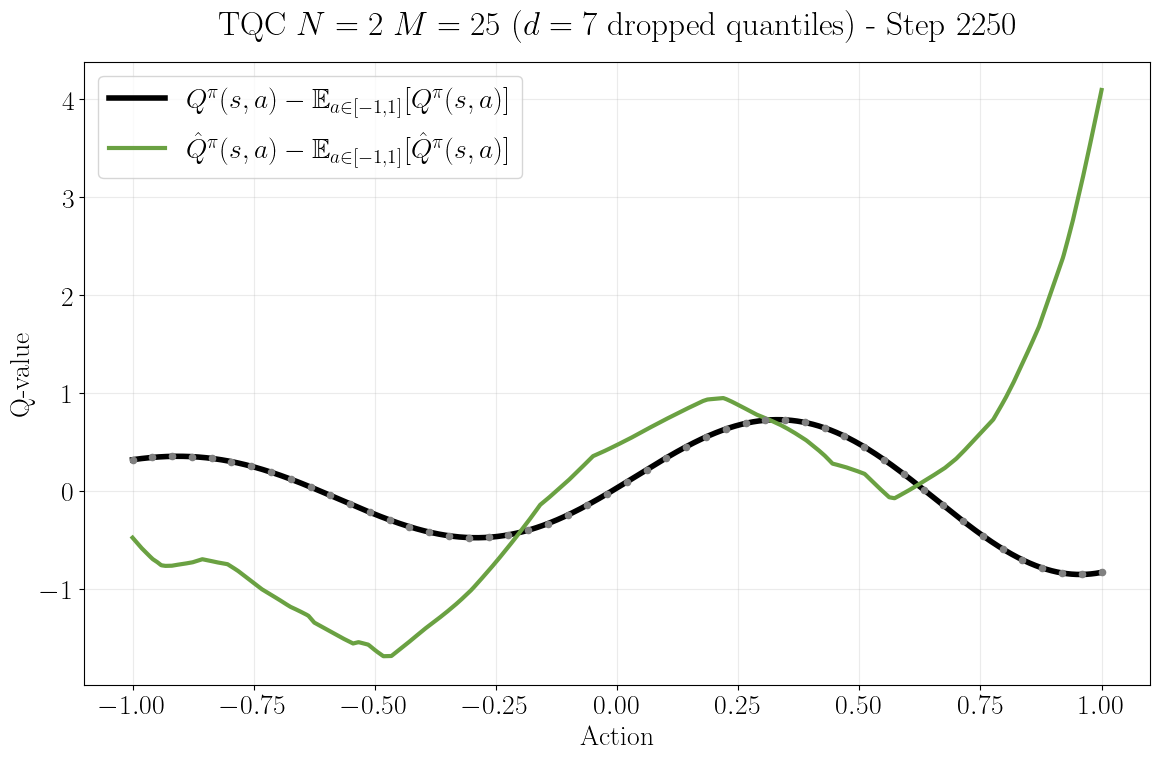 TQC N = 2 M = 25 (d = 7 dropped quantiles) - Step 2250
Q^π(s, a) − 𝔼_{a∈[−1,1]}[Q^π(s, a)]
Q̂^π(s, a) − 𝔼_{a∈[−1,1]}[Q̂^π(s, a)]
4
3
2
1
0
−1
Q-value
−1.00 −0.75 −0.50 −0.25 0.00 0.25 0.50 0.75 1.00
Action